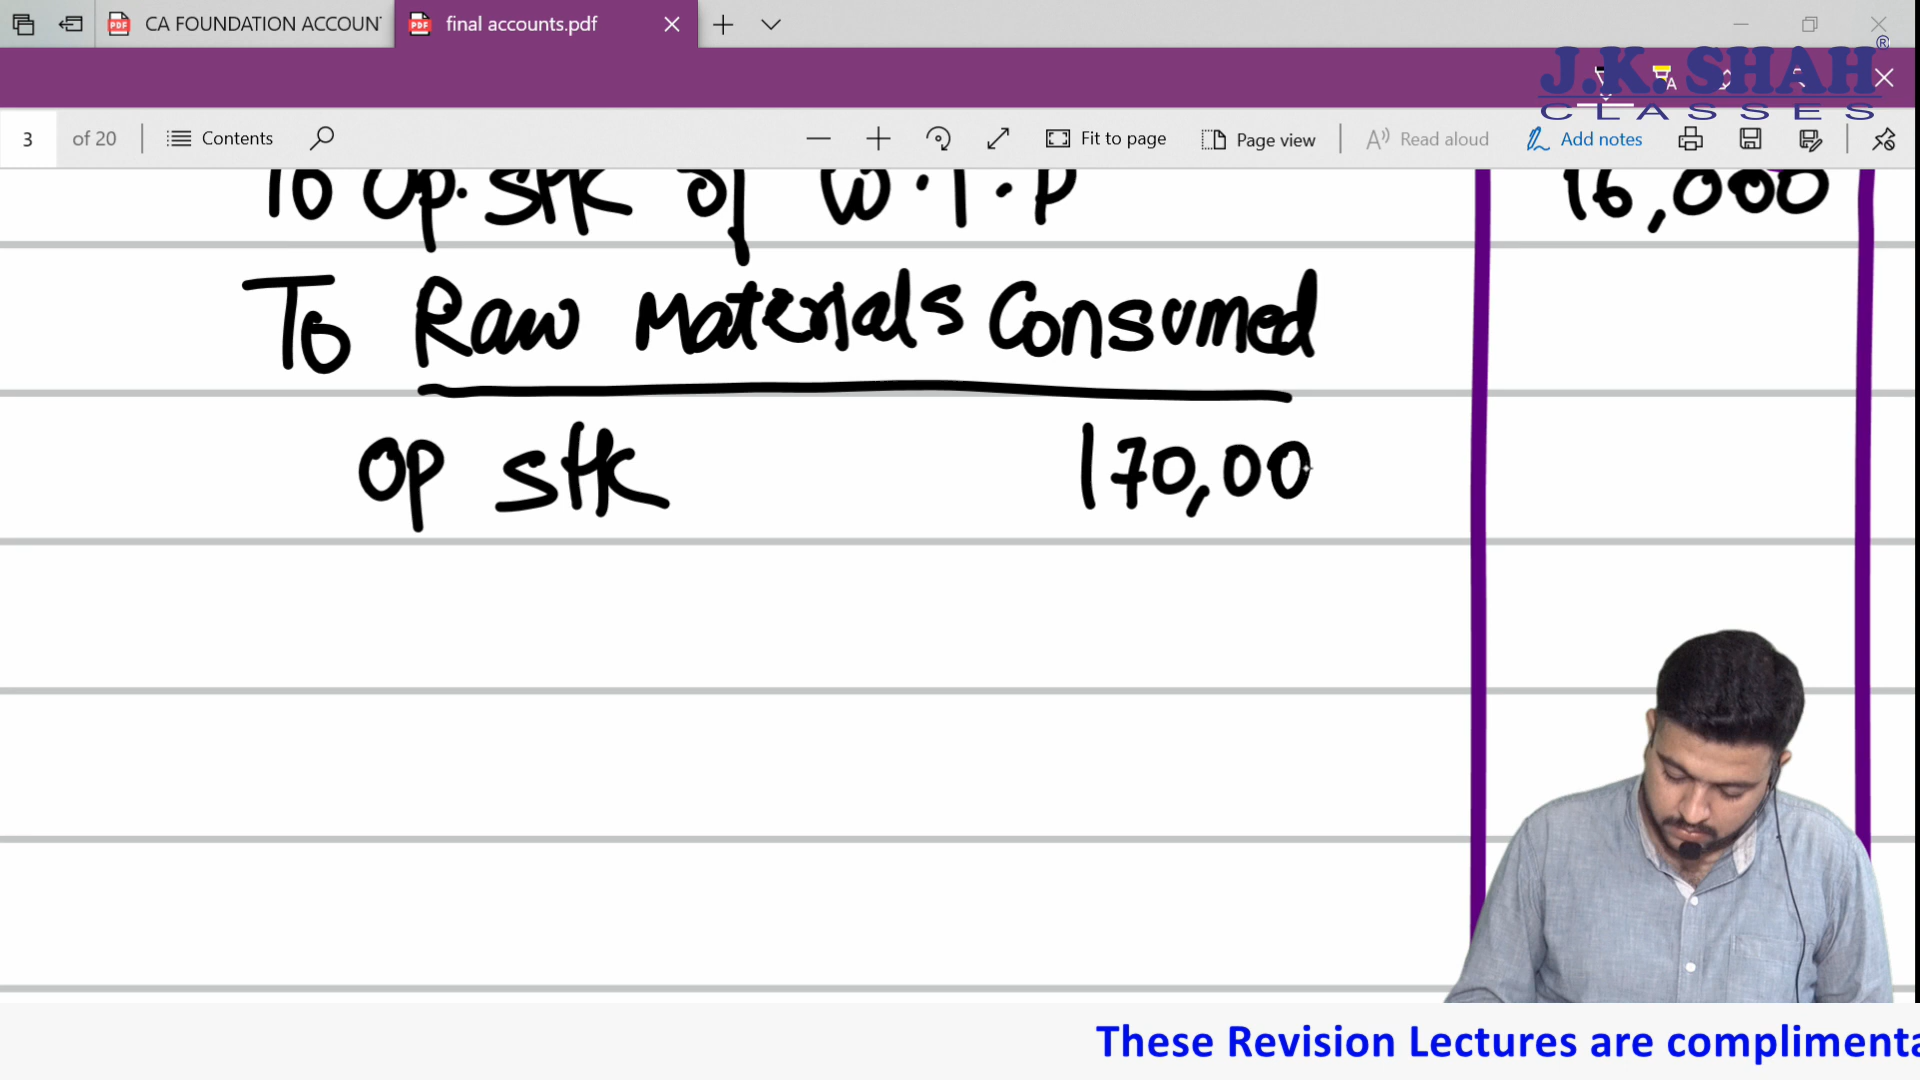 CA FOUNDATION ACCOUN
final accounts.pdf
J.K. SHAH®
CLASSES
3 of 20 Contents Fit to page Page view Read aloud Add notes
To Op. Stk of W.I.P 16,000
To Raw Materials Consumed
Op Stk 170,00
These Revision Lectures are complimenta